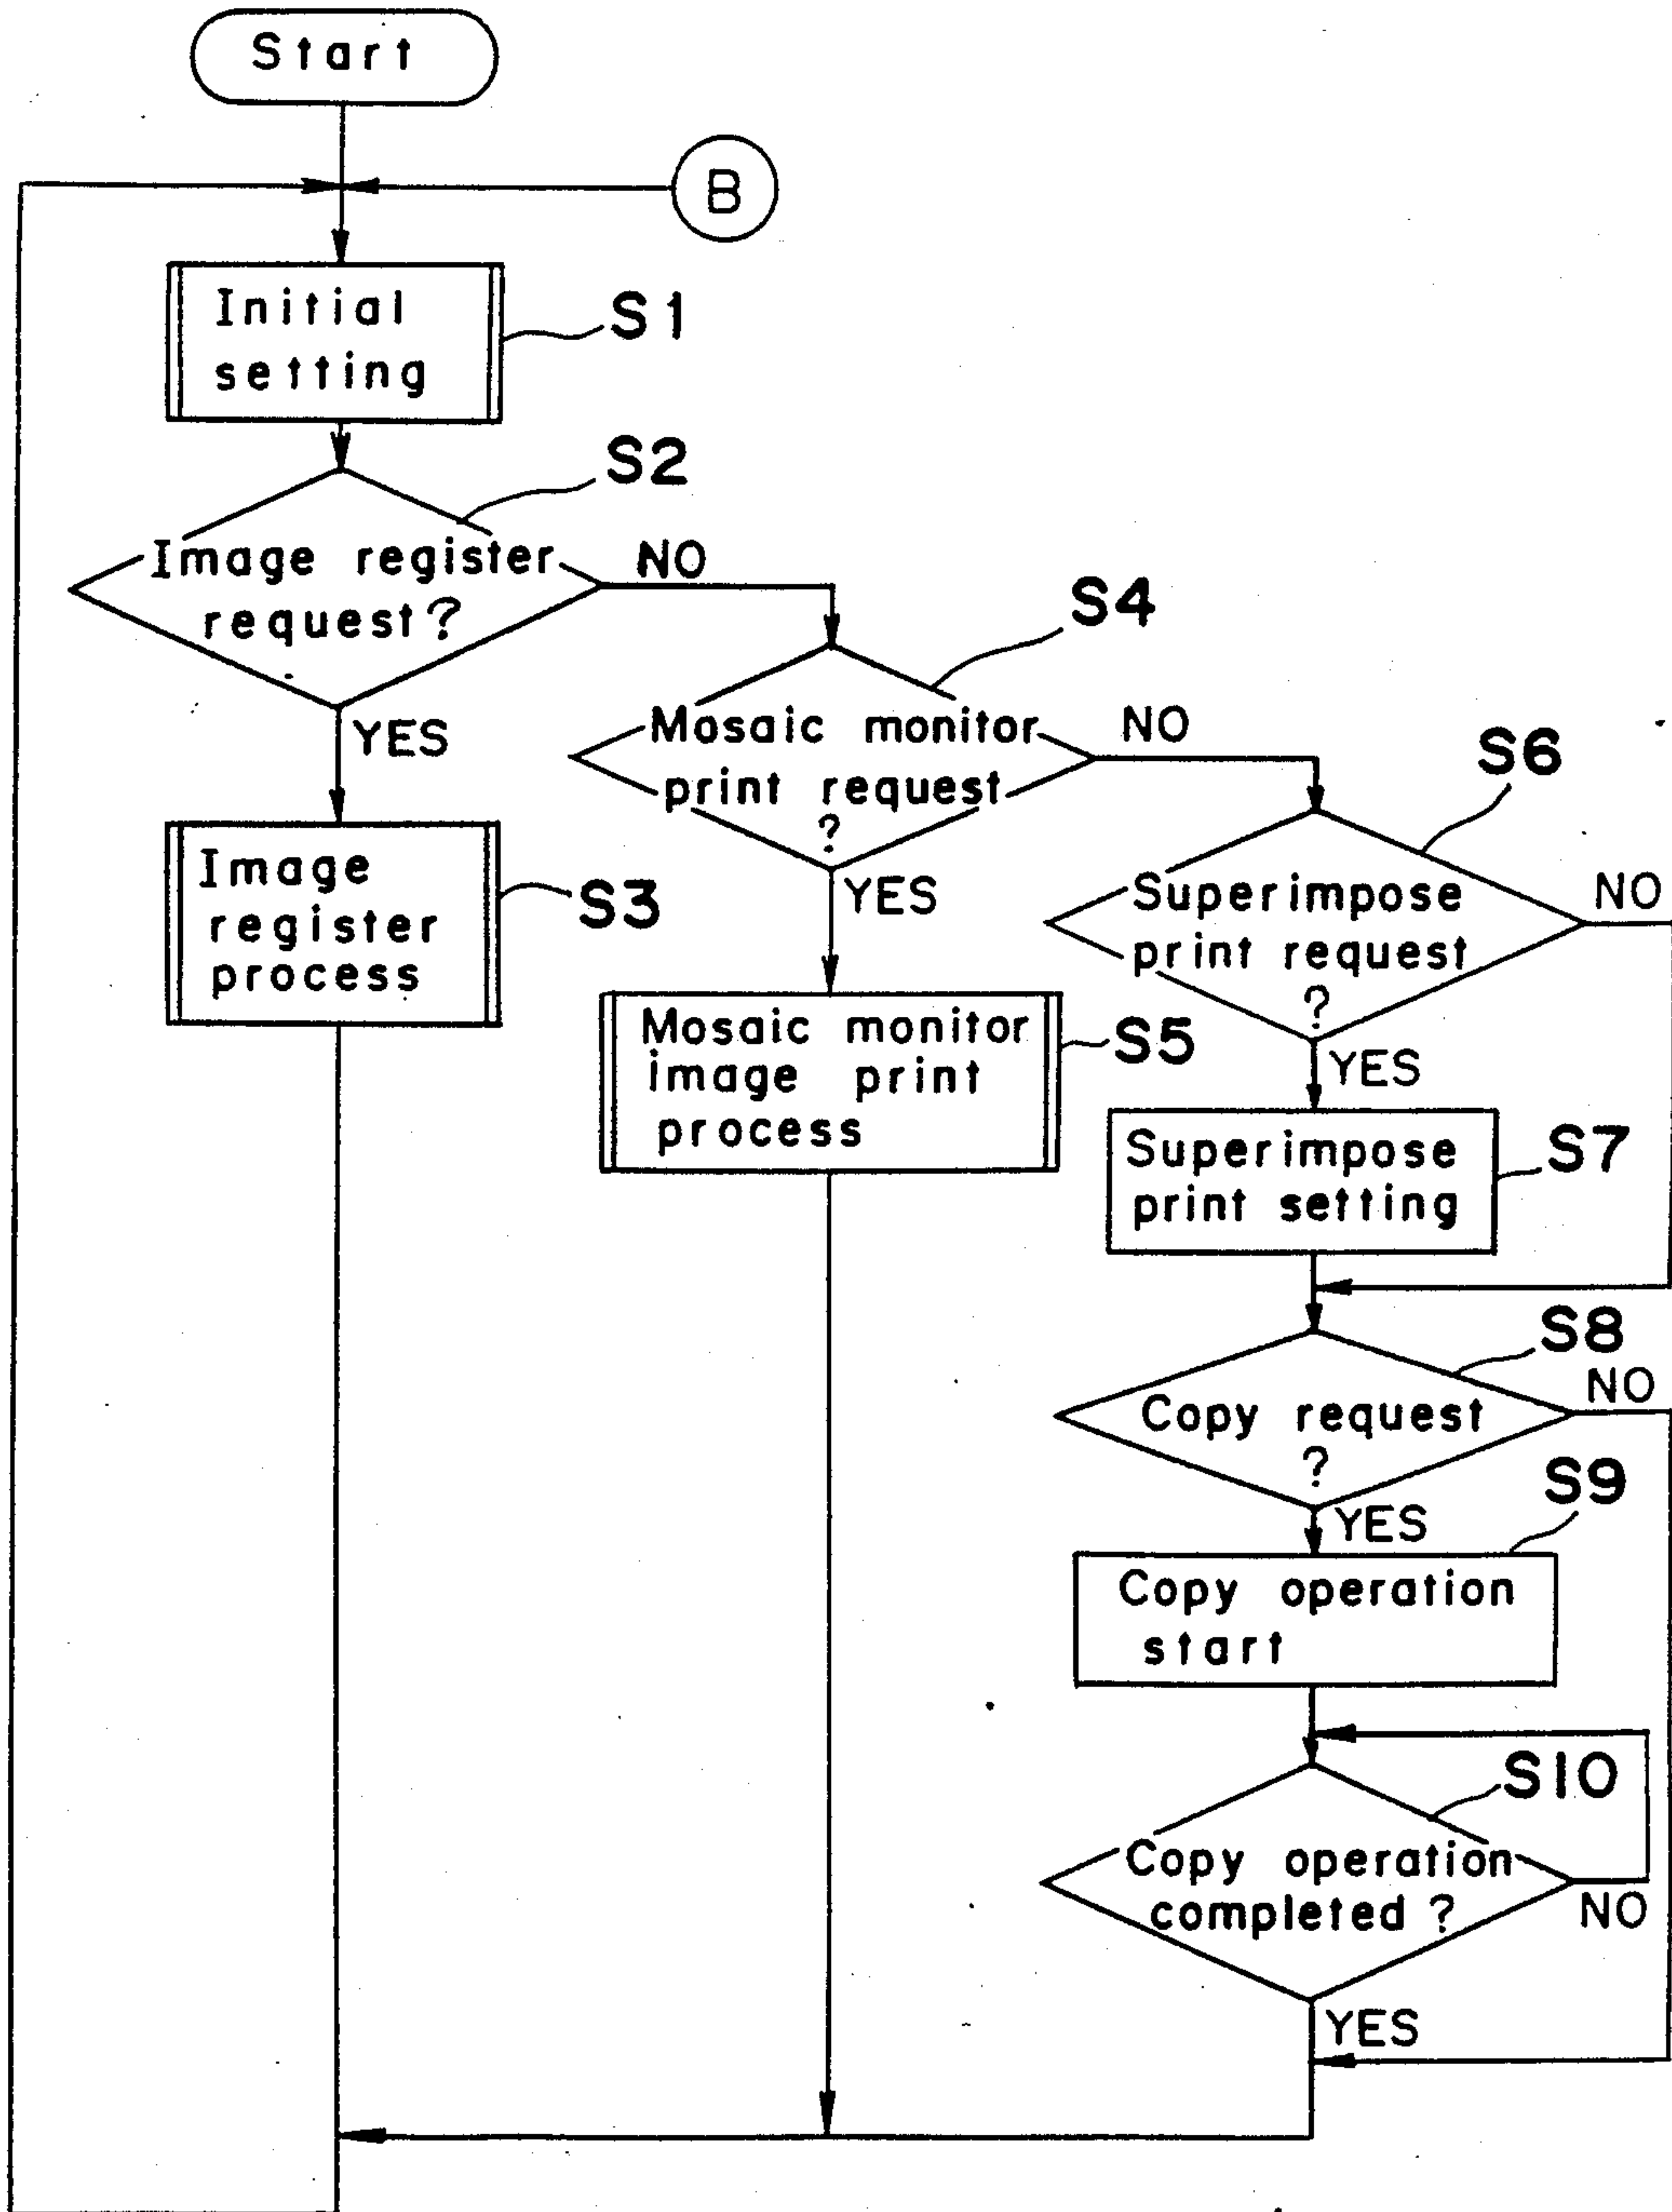 Start
B
Initial
setting
S1
S2
Image register
request?
NO
YES
S4
Mosaic monitor
print request
?
NO
YES
S6
Superimpose
print request
?
NO
YES
Image
register
process
S3
Mosaic monitor
image print
process
S5
Superimpose
print setting
S7
S8
Copy request
?
NO
YES
S9
Copy operation
start
S10
Copy operation
completed ?
NO
YES